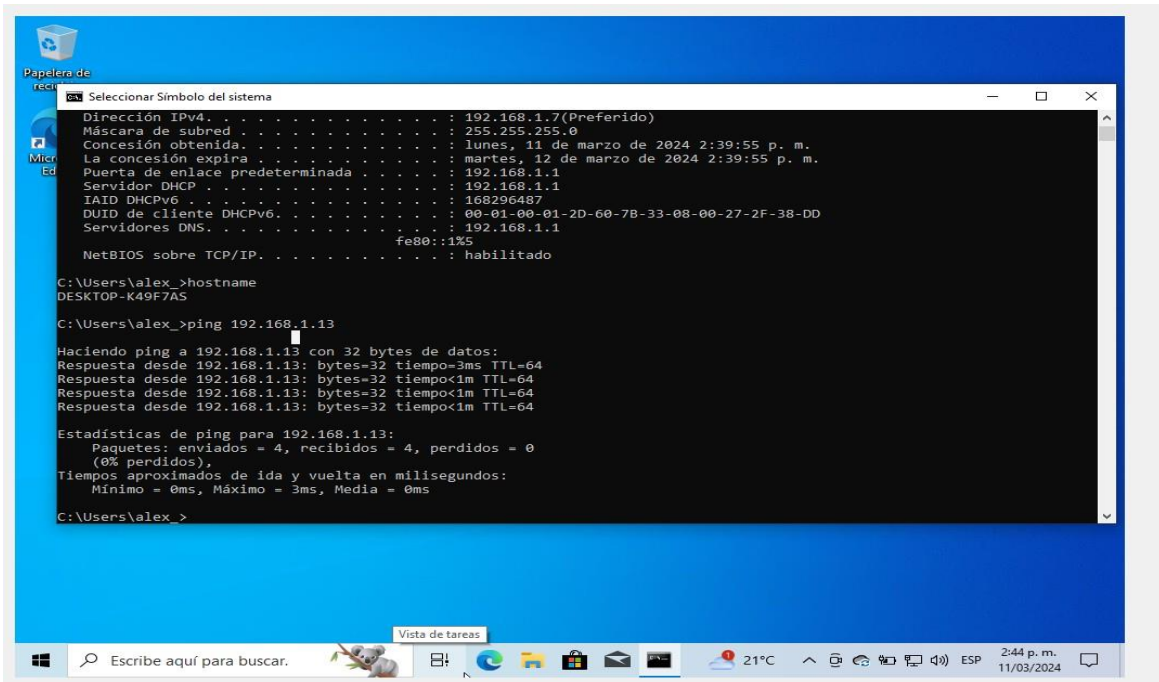 Papelera de
reci
Seleccionar Símbolo del sistema
Micr
Ed
Dirección IPv4. . . . . . . . . . . . . . : 192.168.1.7(Preferido)
Máscara de subred . . . . . . . . . . . . : 255.255.255.0
Concesión obtenida. . . . . . . . . . . . : lunes, 11 de marzo de 2024 2:39:55 p. m.
La concesión expira . . . . . . . . . . . : martes, 12 de marzo de 2024 2:39:55 p. m.
Puerta de enlace predeterminada . . . . . : 192.168.1.1
Servidor DHCP . . . . . . . . . . . . . . : 192.168.1.1
IAID DHCPv6 . . . . . . . . . . . . . . . : 168296487
DUID de cliente DHCPv6. . . . . . . . . . : 00-01-00-01-2D-60-7B-33-08-00-27-2F-38-DD
Servidores DNS. . . . . . . . . . . . . . : 192.168.1.1
fe80::1%5
NetBIOS sobre TCP/IP. . . . . . . . . . . : habilitado
C:\Users\alex_>hostname
DESKTOP-K49F7AS
C:\Users\alex_>ping 192.168.1.13
Haciendo ping a 192.168.1.13 con 32 bytes de datos:
Respuesta desde 192.168.1.13: bytes=32 tiempo=3ms TTL=64
Respuesta desde 192.168.1.13: bytes=32 tiempo<1m TTL=64
Respuesta desde 192.168.1.13: bytes=32 tiempo<1m TTL=64
Respuesta desde 192.168.1.13: bytes=32 tiempo<1m TTL=64
Estadísticas de ping para 192.168.1.13:
Paquetes: enviados = 4, recibidos = 4, perdidos = 0
(0% perdidos),
Tiempos aproximados de ida y vuelta en milisegundos:
Mínimo = 0ms, Máximo = 3ms, Media = 0ms
C:\Users\alex_>
Vista de tareas
Escribe aquí para buscar.
1
21°C
ESP
2:44 p. m.
11/03/2024